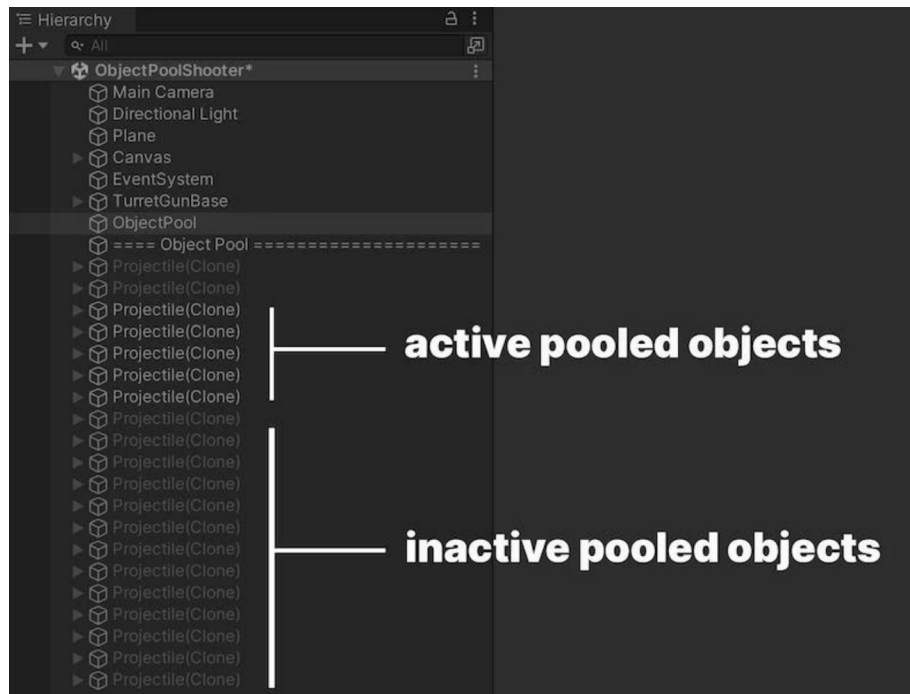 Hierarchy
All
ObjectPoolShooter*
Main Camera
Directional Light
Plane
Canvas
EventSystem
TurretGunBase
ObjectPool
==== Object Pool =====================
Projectile(Clone)
Projectile(Clone)
Projectile(Clone)
Projectile(Clone)
Projectile(Clone)
Projectile(Clone)
Projectile(Clone)
active pooled objects
Projectile(Clone)
Projectile(Clone)
Projectile(Clone)
Projectile(Clone)
Projectile(Clone)
Projectile(Clone)
Projectile(Clone)
Projectile(Clone)
Projectile(Clone)
Projectile(Clone)
Projectile(Clone)
Projectile(Clone)
Projectile(Clone)
inactive pooled objects